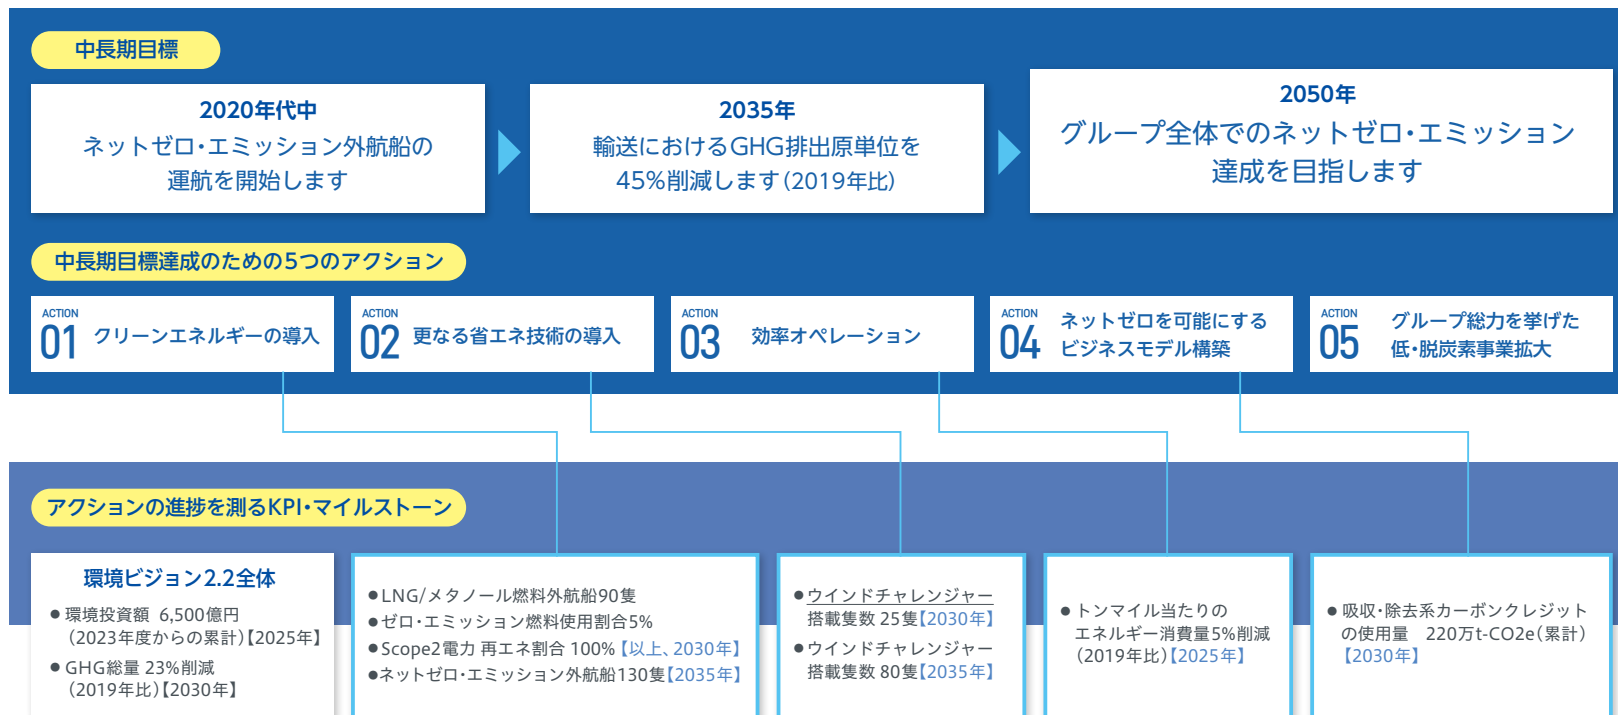 中長期目標
2020年代中
ネットゼロ・エミッション外航船の
運航を開始します
2035年
輸送におけるGHG排出原単位を
45%削減します(2019年比)
2050年
グループ全体でのネットゼロ・エミッション
達成を目指します
中長期目標達成のための5つのアクション
ACTION
01 クリーンエネルギーの導入
ACTION
02 更なる省エネ技術の導入
ACTION
03 効率オペレーション
ACTION
04 ネットゼロを可能にする
ビジネスモデル構築
ACTION
05 グループ総力を挙げた
低・脱炭素事業拡大
アクションの進捗を測るKPI・マイルストーン
環境ビジョン2.2全体
●環境投資額 6,500億円
(2023年度からの累計)【2025年】
●GHG総量 23%削減
(2019年比)【2030年】
●LNG/メタノール燃料外航船90隻
●ゼロ・エミッション燃料使用割合5%
●Scope2電力 再エネ割合 100%【以上、2030年】
●ネットゼロ・エミッション外航船130隻【2035年】
●ウインドチャレンジャー
搭載隻数 25隻【2030年】
●ウインドチャレンジャー
搭載隻数 80隻【2035年】
●トンマイル当たりの
エネルギー消費量5%削減
(2019年比)【2025年】
●吸収・除去系カーボンクレジット
の使用量 220万t-CO2e(累計)
【2030年】